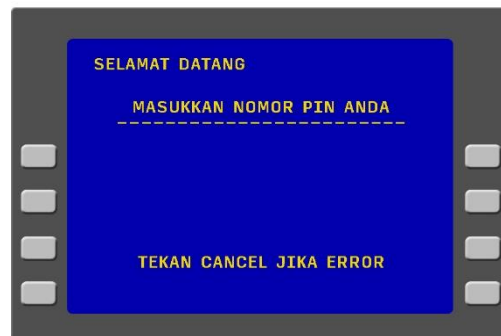 SELAMAT DATANG
MASUKKAN NOMOR PIN ANDA
TEKAN CANCEL JIKA ERROR